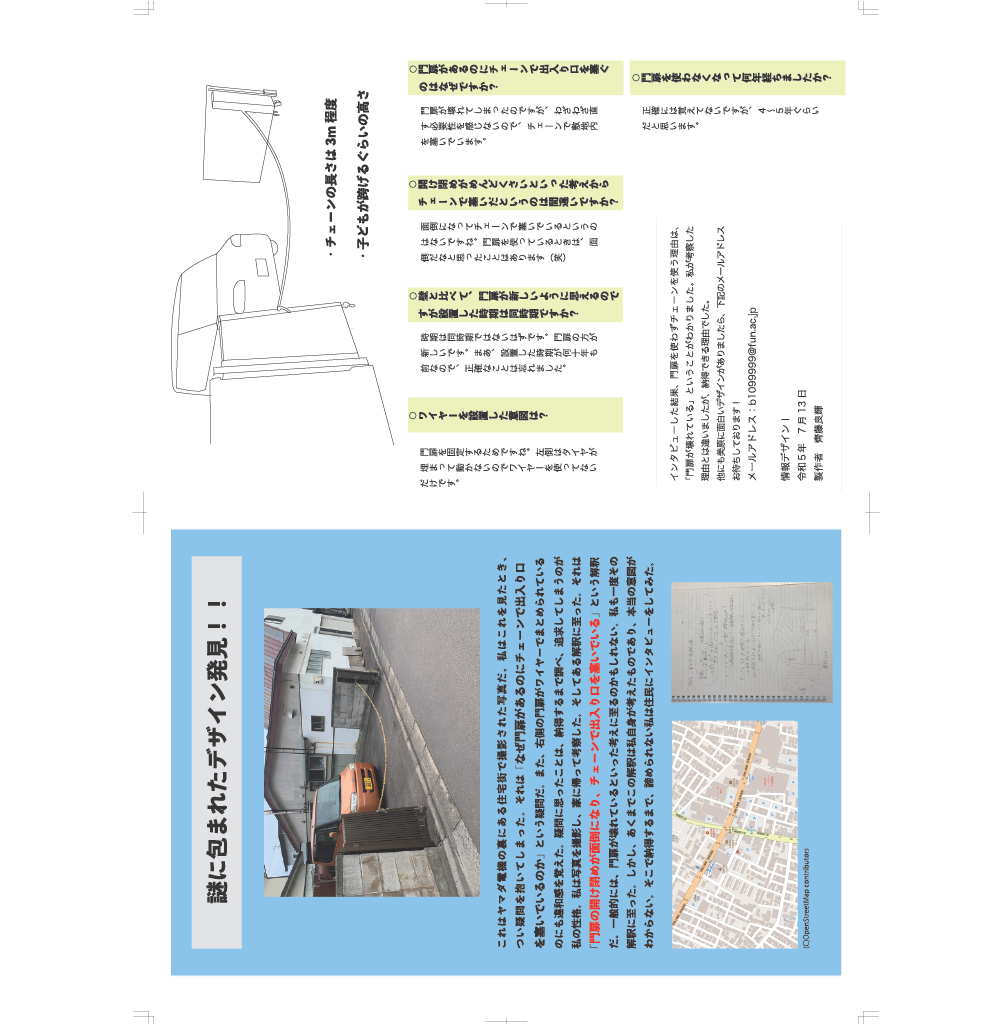 謎に包まれたデザイン発見！！
これはヤマダ電機の裏にある住宅街で撮影された写真だ。私はこれを見たとき、
つい疑問を抱いてしまった。それは「なぜ門扉があるのにチェーンで出入り口
を塞いでいるのか」という疑問だ。また、右側の門扉がワイヤーでまとめられている
のにも違和感を覚えた。疑問に思ったことは、納得するまで調べ、追求してしまうのが
私の性格。私は写真を撮影し、家に帰って考察した。そしてある解釈に至った。それは
「門扉の開け閉めが面倒になり、チェーンで出入り口を塞いでいる」という解釈
だ。一般的には、門扉が壊れているといった考えに至るのかもしれない。私も一度その
解釈に至った。しかし、あくまでこの解釈は私自身が考えたものであり、本当の意図が
わからない。そこで納得するまで、諦められない私は住民にインタビューをしてみた。
(C)OpenStreetMap contributors
・チェーンの長さは 3m 程度
・子どもが跨げるぐらいの高さ
○ワイヤーを設置した意図は？
門扉を固定するためですね。左側はタイヤが
埋まって動かないのでワイヤーを使ってない
だけです。
○壁と比べて、門扉が新しいように思えるので
すが設置した時期は同時期ですか？
時期は同時期ではないはずです。門扉の方が
新しいです。まあ、設置した時期が何十年も
前なので、正確なことは忘れました。
○開け閉めがめんどくさいといった考えから
チェーンで塞いだというのは間違いですか？
面倒になってチェーンで塞いでいるというの
はないですね。門扉を使っているときは、面
倒だなと思ったことはあります（笑）
○門扉があるのにチェーンで出入り口を塞ぐ
のはなぜですか？
門扉が壊れてしまったのですが、わざわざ直
す必要性を感じないので、チェーンで敷地内
を塞いでいます。
○門扉を使わなくなって何年経ちましたか？
正確には覚えてないですが、４～５年ぐらい
だと思います。
インタビューした結果、門扉を使わずチェーンを使う理由は、
「門扉が壊れている」ということがわかりました。私が考察した
理由とは違いましたが、納得できる理由でした。
他にも美原に面白いデザインがありましたら、下記のメールアドレス
お待ちしております！
メールアドレス：b1099999@fun.ac.jp
情報デザインⅠ
令和５年　７月 13 日
製作者　齊藤良輝